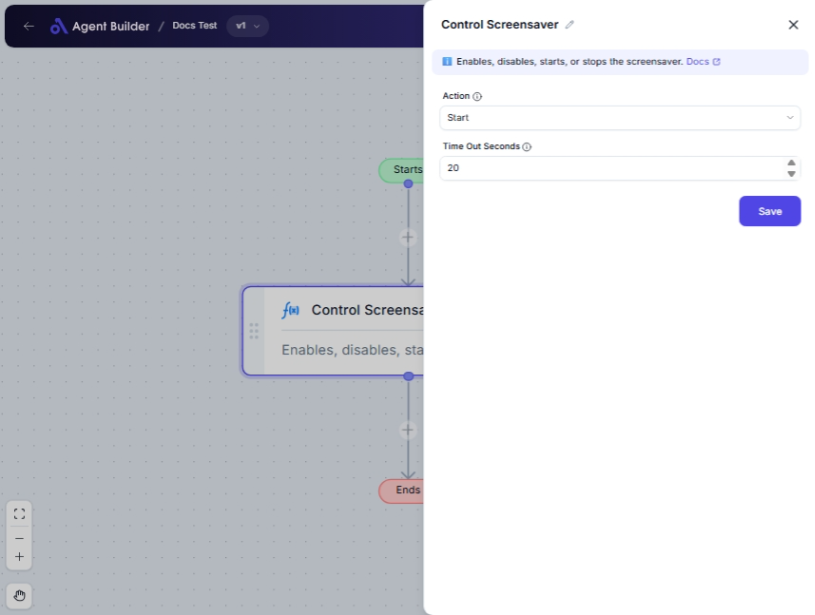 Agent Builder / Docs Test v1
Control Screensaver
Enables, disables, starts, or stops the screensaver. Docs
Action
Start
Time Out Seconds
20
Save
Starts
Control Screensa
Enables, disables, sta
Ends